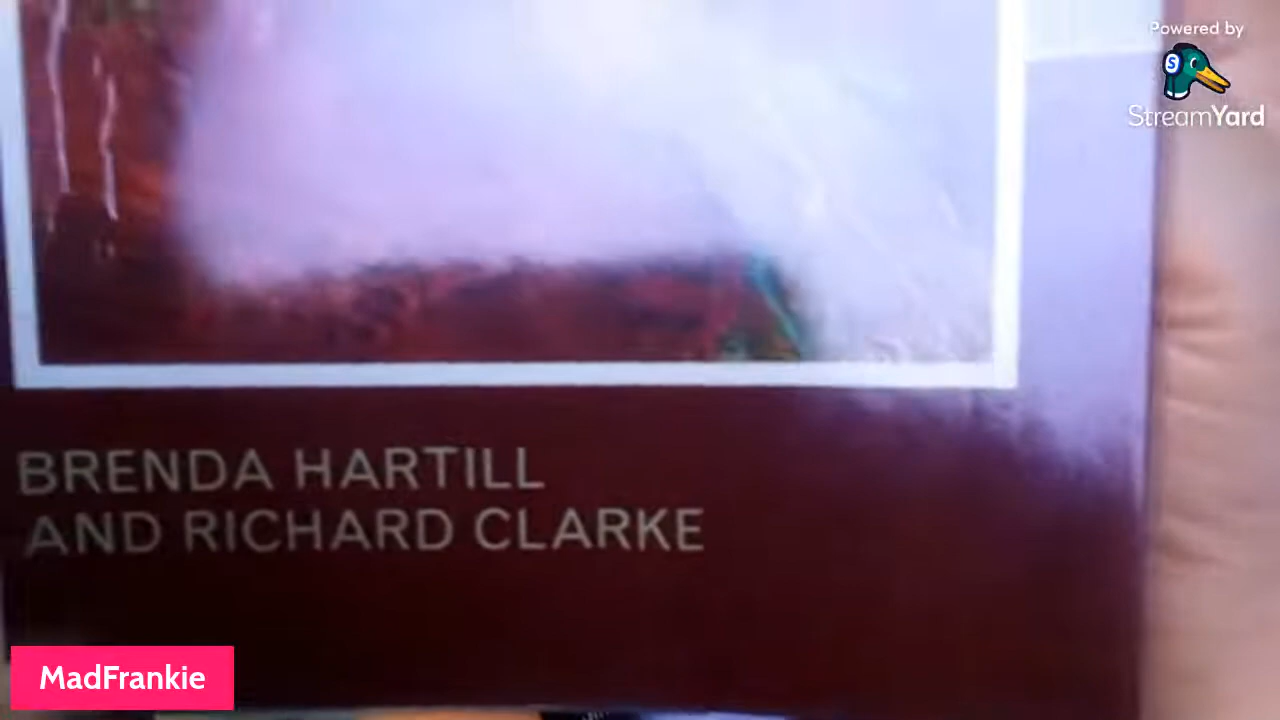 Powered by
S
StreamYard
BRENDA HARTILL
AND RICHARD CLARKE
MadFrankie